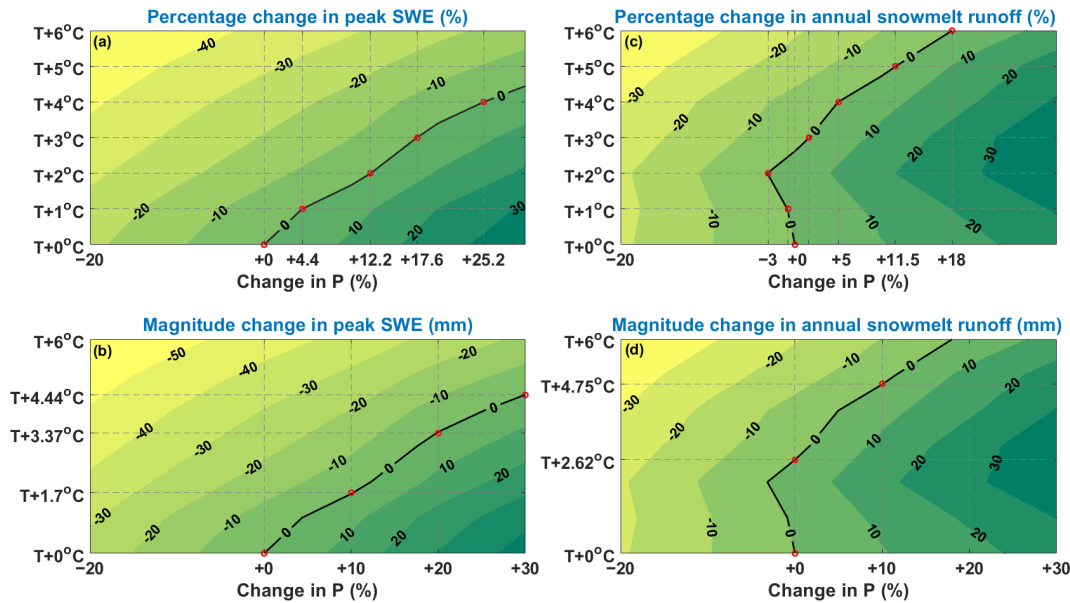 Percentage change in peak SWE (%)
(a)
T+6°C
T+5°C
T+4°C
T+3°C
T+2°C
T+1°C
T+0°C
-40
-30
-20
-10
0
-20
-10
0
10
20
30
−20
+0
+4.4
+12.2
+17.6
+25.2
Change in P (%)
Percentage change in annual snowmelt runoff (%)
(c)
T+6°C
T+5°C
T+4°C
T+3°C
T+2°C
T+1°C
T+0°C
-20
-10
0
10
20
-30
-20
-10
0
10
20
30
-10
0
10
20
−20
−3
+0
+5
+11.5
+18
+30
Change in P (%)
Magnitude change in peak SWE (mm)
(b)
T+6°C
T+4.44°C
T+3.37°C
T+1.7°C
T+0°C
-50
-40
-30
-20
-20
-10
0
-40
-30
-20
-10
0
10
20
-30
-20
-10
0
10
20
−20
+0
+10
+20
+30
Change in P (%)
Magnitude change in annual snowmelt runoff (mm)
(d)
T+6°C
T+4.75°C
T+2.62°C
T+0°C
-20
-10
0
10
20
-30
-20
-10
0
10
20
30
-10
0
10
20
−20
+0
+10
+20
+30
Change in P (%)